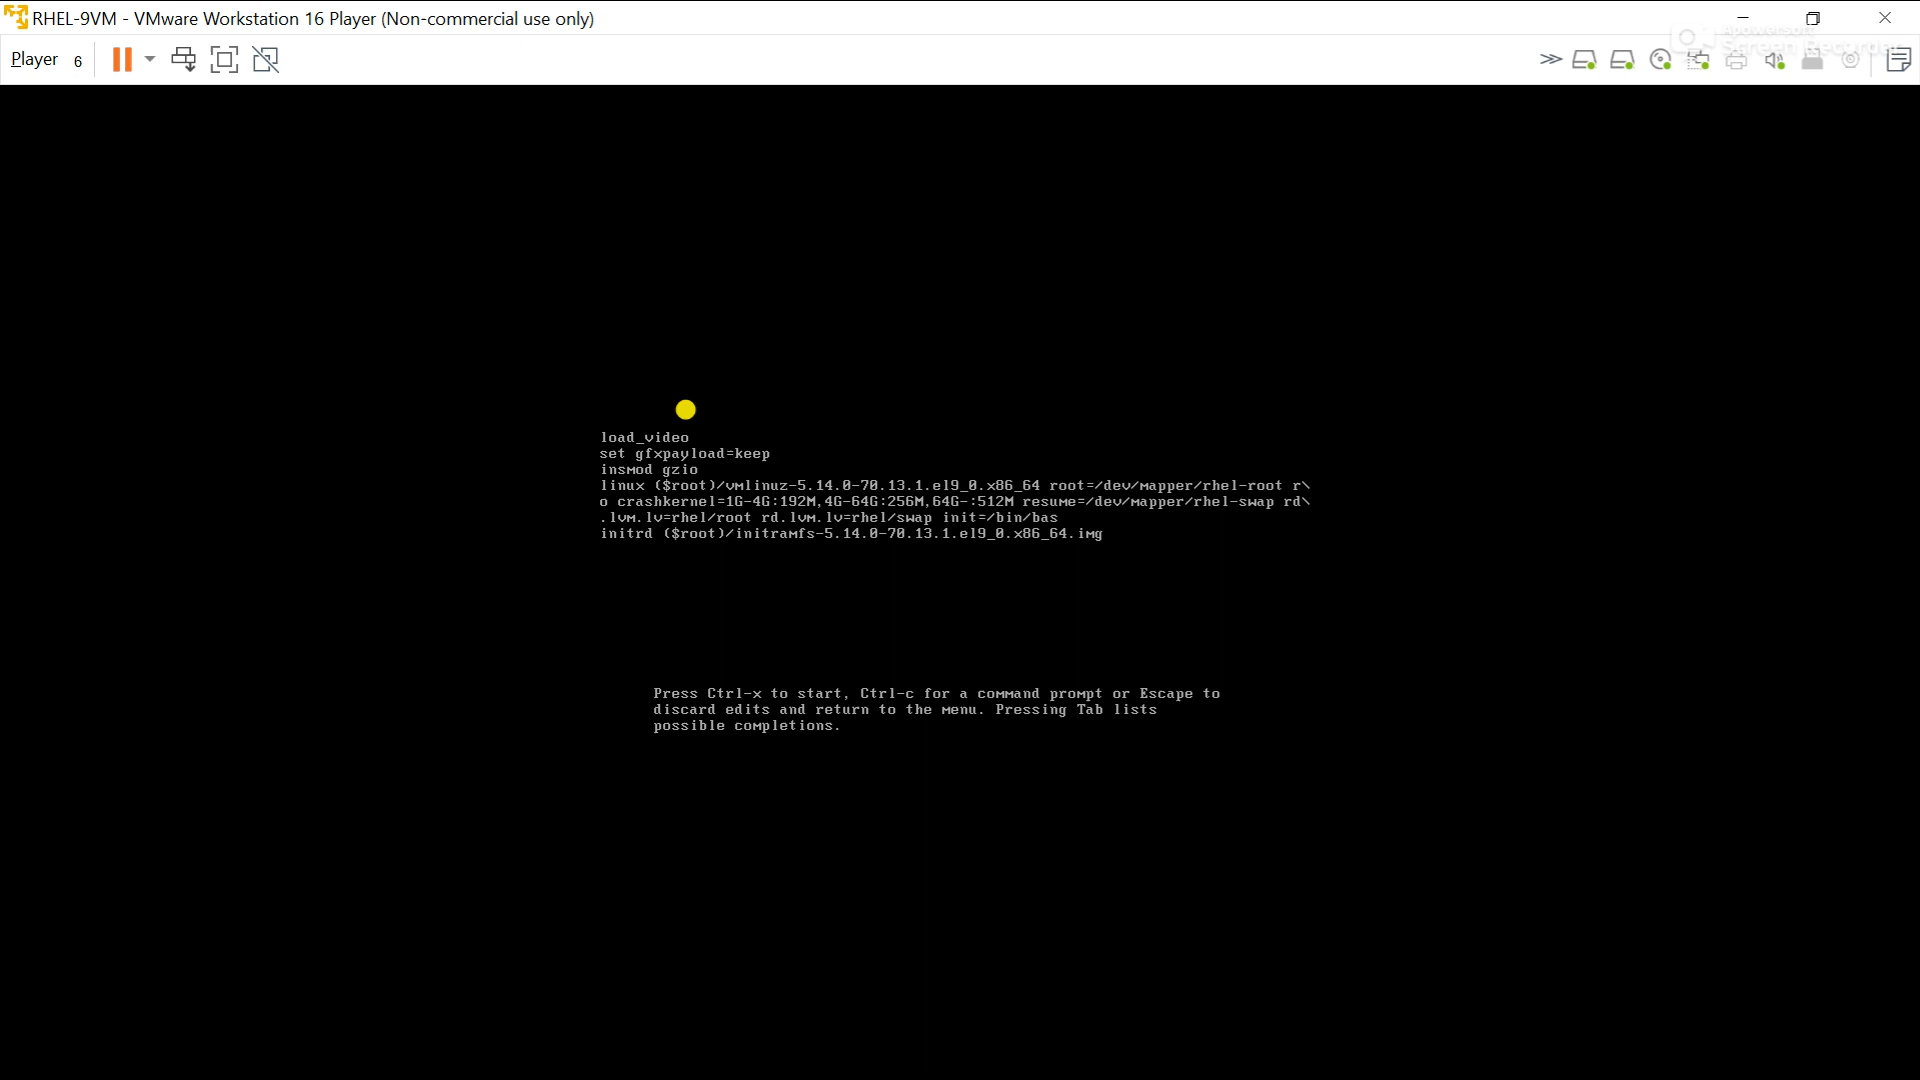 RHEL-9VM - VMware Workstation 16 Player (Non-commercial use only)
Player 6
Apowersoft
Screen Recorder
load_video
set gfxpayload=keep
insmod gzio
linux ($root)/vmlinuz-5.14.0-70.13.1.el9_0.x86_64 root=/dev/mapper/rhel-root r\
o crashkernel=1G-4G:192M,4G-64G:256M,64G-:512M resume=/dev/mapper/rhel-swap rd\
.lvm.lv=rhel/root rd.lvm.lv=rhel/swap init=/bin/bas
initrd ($root)/initramfs-5.14.0-70.13.1.el9_0.x86_64.img
Press Ctrl-x to start, Ctrl-c for a command prompt or Escape to
discard edits and return to the menu. Pressing Tab lists
possible completions.